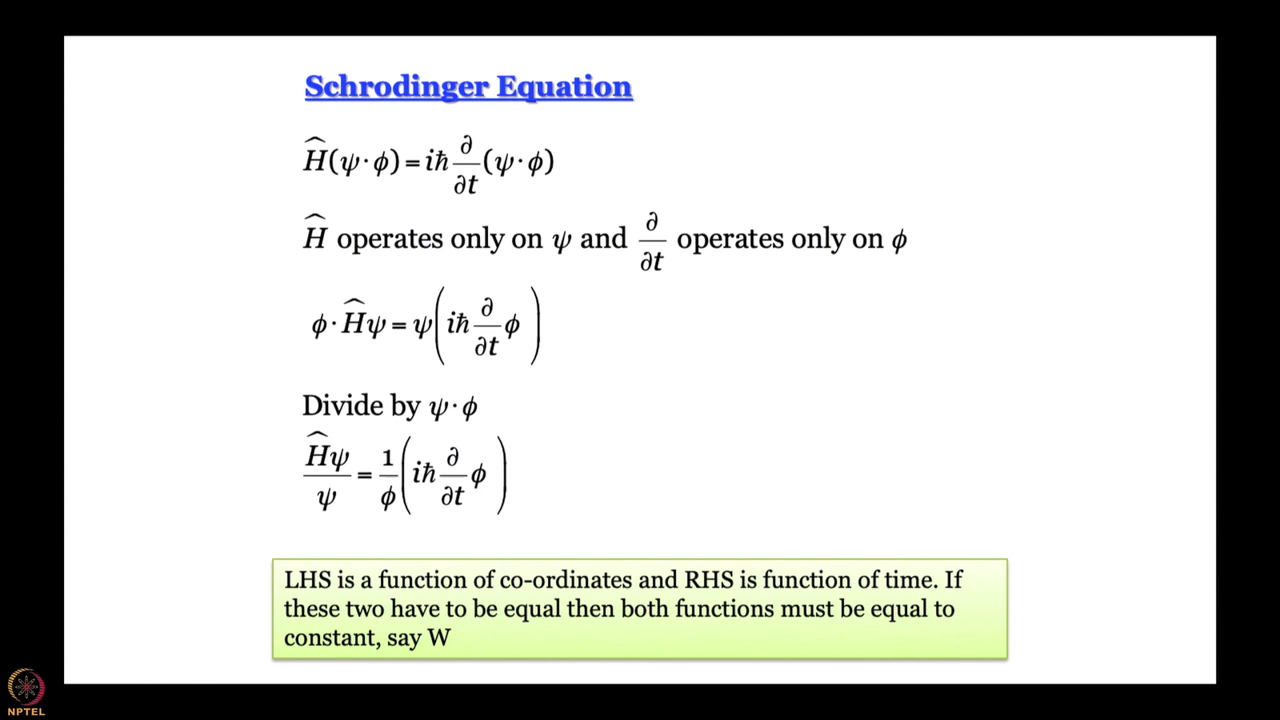 Schrodinger Equation
Ĥ(ψ·ϕ) = iħ ∂/∂t (ψ·ϕ)
Ĥ operates only on ψ and ∂/∂t operates only on ϕ
ϕ·Ĥψ = ψ(iħ ∂/∂t ϕ)
Divide by ψ·ϕ
Ĥψ/ψ = 1/ϕ (iħ ∂/∂t ϕ)
LHS is a function of co-ordinates and RHS is function of time. If
these two have to be equal then both functions must be equal to
constant, say W
NPTEL